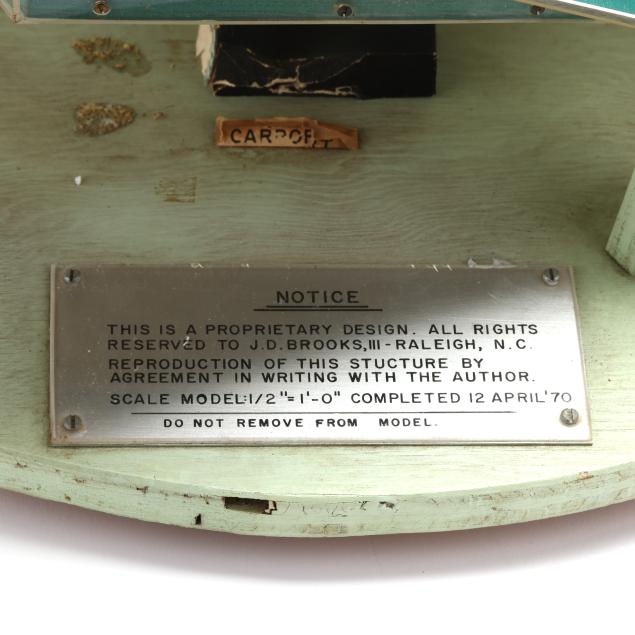 CARPORT
NOTICE
THIS IS A PROPRIETARY DESIGN. ALL RIGHTS
RESERVED TO J.D.BROOKS,III-RALEIGH, N.C.
REPRODUCTION OF THIS STUCTURE BY
AGREEMENT IN WRITING WITH THE AUTHOR.
SCALE MODEL:1/2"=1'-0" COMPLETED 12 APRIL'70
DO NOT REMOVE FROM MODEL.